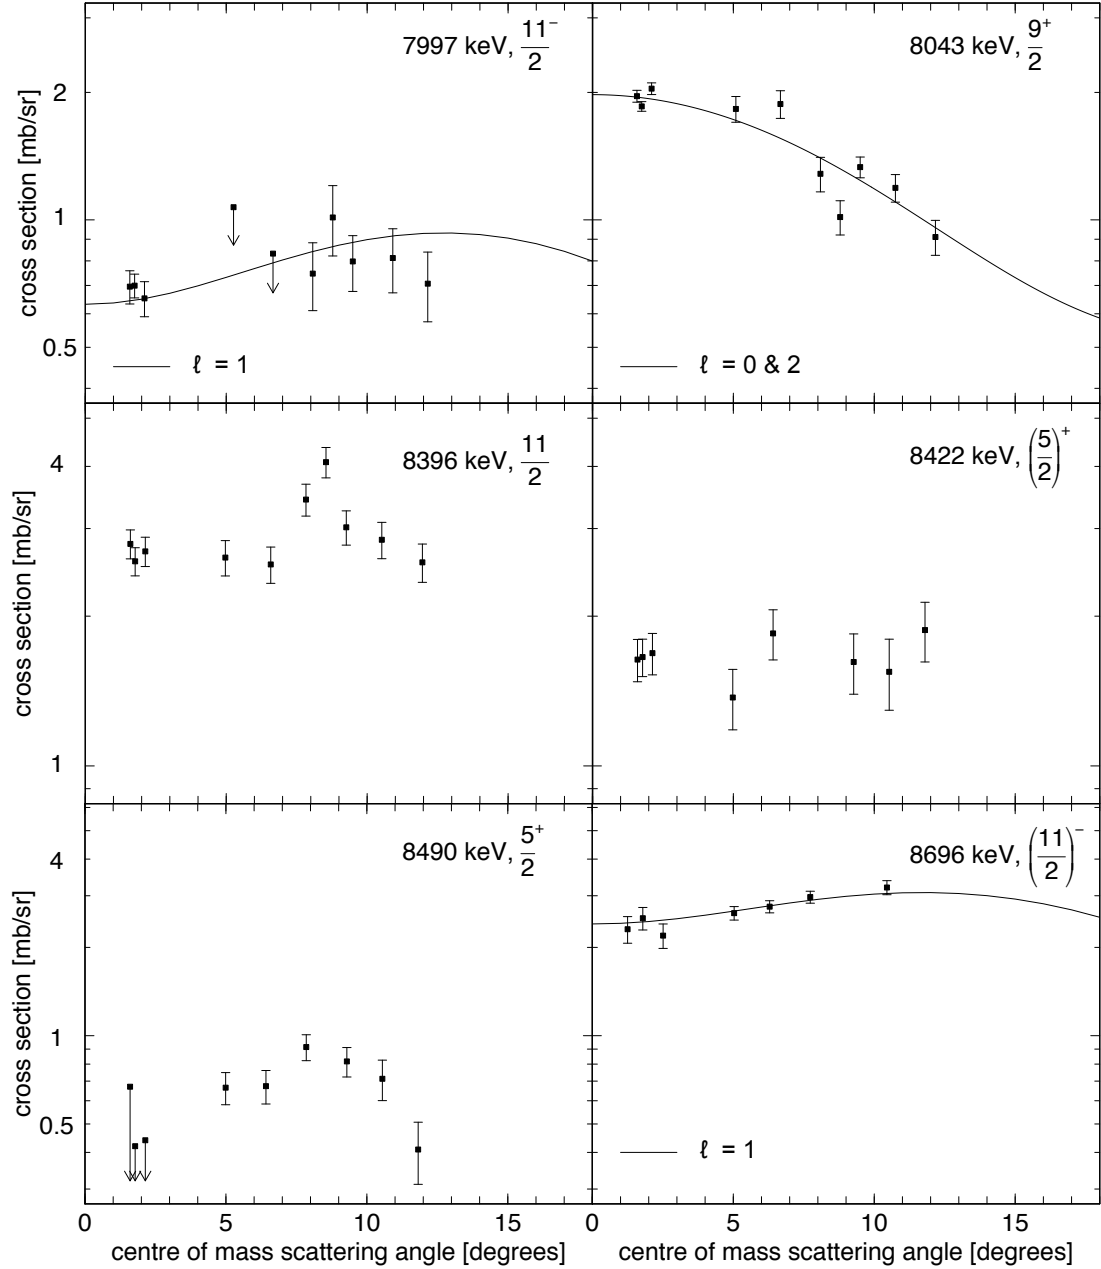 7997 keV, 11/2⁻
8043 keV, 9/2⁺
cross section [mb/sr]
2
1
0.5
ℓ = 1
ℓ = 0 & 2
8396 keV, 11/2
8422 keV, (5/2)⁺
cross section [mb/sr]
4
2
1
8490 keV, 5/2⁺
8696 keV, (11/2)⁻
cross section [mb/sr]
4
2
1
0.5
ℓ = 1
0 5 10 15 0 5 10 15
centre of mass scattering angle [degrees] centre of mass scattering angle [degrees]